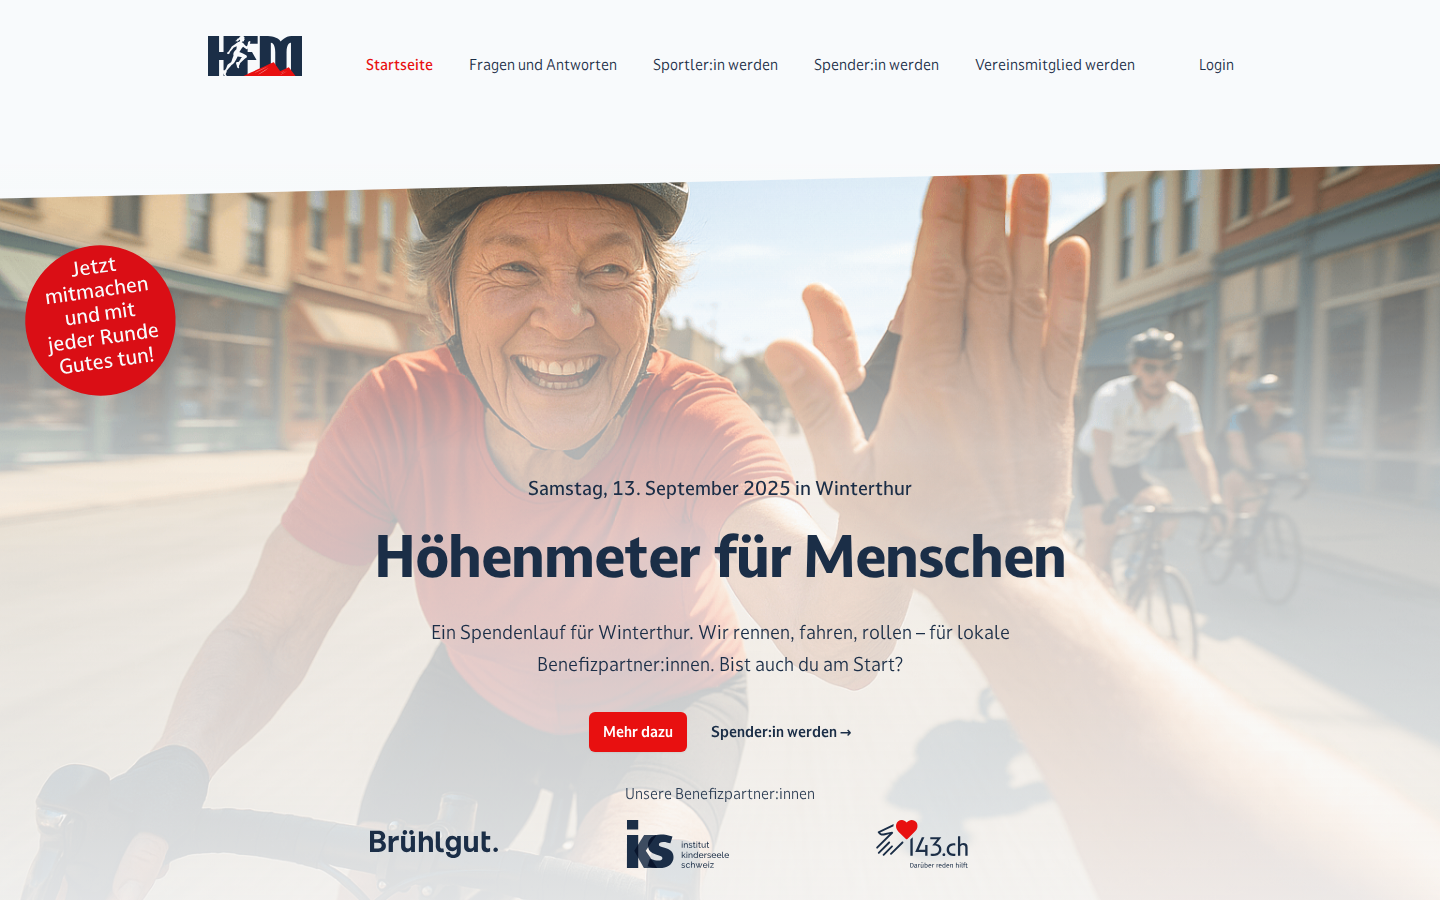 HFM
Startseite
Fragen und Antworten
Sportler:in werden
Spender:in werden
Vereinsmitglied werden
Login
Jetzt
mitmachen
und mit
jeder Runde
Gutes tun!
Samstag, 13. September 2025 in Winterthur
Höhenmeter für Menschen
Ein Spendenlauf für Winterthur. Wir rennen, fahren, rollen – für lokale
Benefizpartner:innen. Bist auch du am Start?
Mehr dazu
Spender:in werden →
Unsere Benefizpartner:innen
Brühlgut.
iks
institut
kinderseele
schweiz
143.ch
Darüber reden hilft